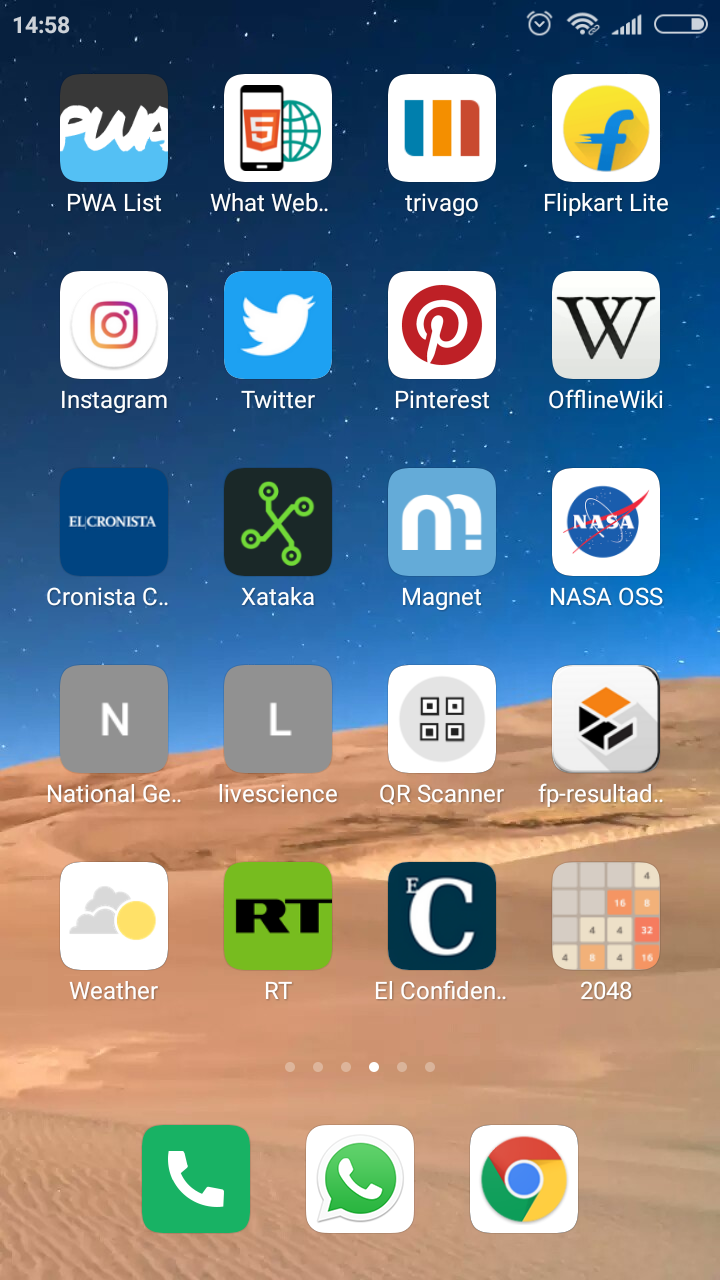 14:58
PWA
5
PWA List
What Web..
trivago
Flipkart Lite
Instagram
Twitter
Pinterest
W
OfflineWiki
EL CRONISTA
NASA
Cronista C..
Xataka
Magnet
NASA OSS
N
L
National Ge..
livescience
QR Scanner
fp-resultad..
RT
E
C
4
16 8
4 4 32
4 8 4 16
Weather
RT
El Confiden..
2048